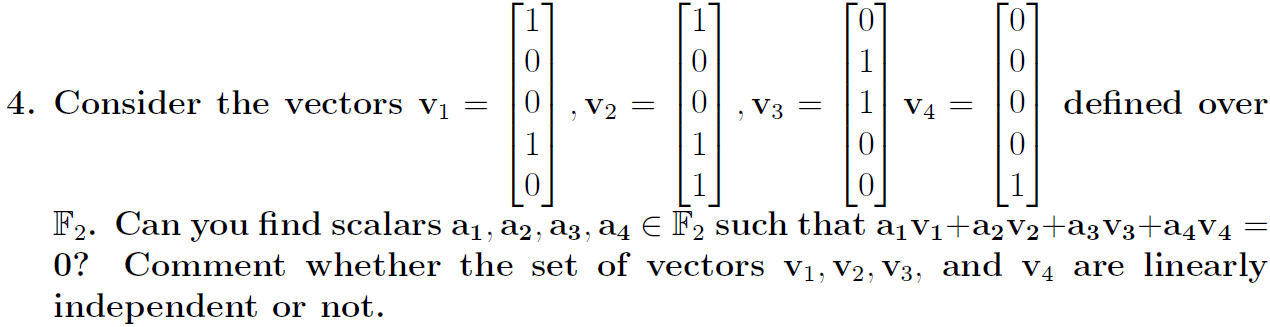 4. Consider the vectors v₁ = [1 0 0 1 0], v₂ = [1 0 0 1 1], v₃ = [0 1 1 0 0] v₄ = [0 0 0 0 1] defined over
𝔽₂. Can you find scalars a₁, a₂, a₃, a₄ ∈ 𝔽₂ such that a₁v₁+a₂v₂+a₃v₃+a₄v₄ =
0? Comment whether the set of vectors v₁, v₂, v₃, and v₄ are linearly
independent or not.